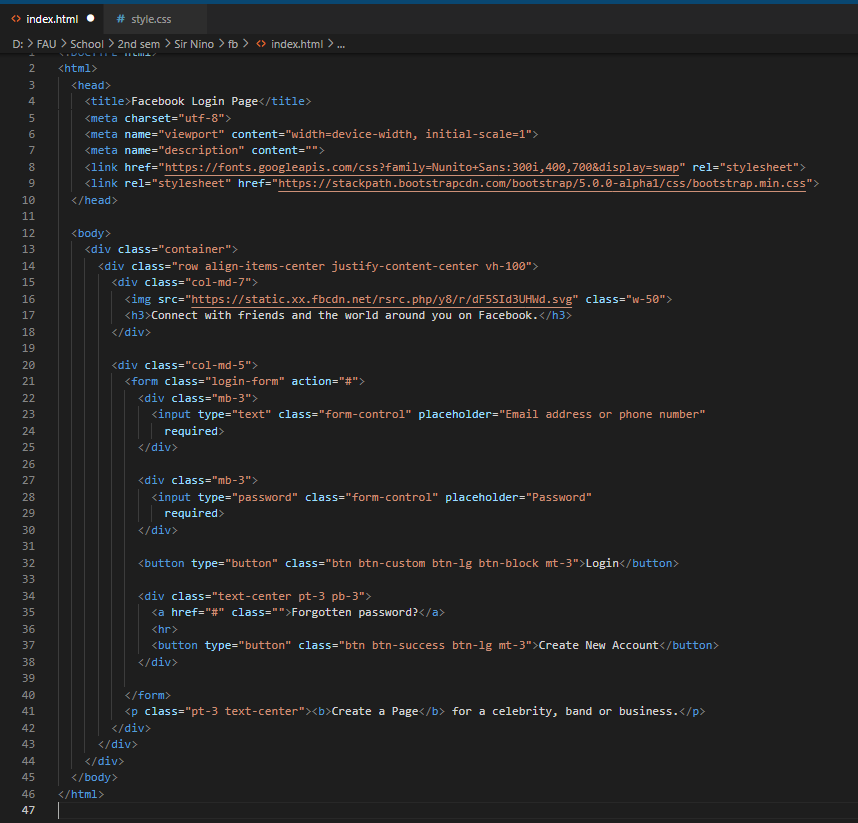 index.html
style.css
D: > FAU > School > 2nd sem > Sir Nino > fb > index.html > ...
1 <!DOCTYPE html>
2 <html>
3 <head>
4 <title>Facebook Login Page</title>
5 <meta charset="utf-8">
6 <meta name="viewport" content="width=device-width, initial-scale=1">
7 <meta name="description" content="">
8 <link href="https://fonts.googleapis.com/css?family=Nunito+Sans:300i,400,700&display=swap" rel="stylesheet">
9 <link rel="stylesheet" href="https://stackpath.bootstrapcdn.com/bootstrap/5.0.0-alpha1/css/bootstrap.min.css">
10 </head>
11
12 <body>
13 <div class="container">
14 <div class="row align-items-center justify-content-center vh-100">
15 <div class="col-md-7">
16 <img src="https://static.xx.fbcdn.net/rsrc.php/y8/r/dF5SId3UHWd.svg" class="w-50">
17 <h3>Connect with friends and the world around you on Facebook.</h3>
18 </div>
19
20 <div class="col-md-5">
21 <form class="login-form" action="#">
22 <div class="mb-3">
23 <input type="text" class="form-control" placeholder="Email address or phone number"
24 required>
25 </div>
26
27 <div class="mb-3">
28 <input type="password" class="form-control" placeholder="Password"
29 required>
30 </div>
31
32 <button type="button" class="btn btn-custom btn-lg btn-block mt-3">Login</button>
33
34 <div class="text-center pt-3 pb-3">
35 <a href="#" class="">Forgotten password?</a>
36 <hr>
37 <button type="button" class="btn btn-success btn-lg mt-3">Create New Account</button>
38 </div>
39
40 </form>
41 <p class="pt-3 text-center"><b>Create a Page</b> for a celebrity, band or business.</p>
42 </div>
43 </div>
44 </div>
45 </body>
46 </html>
47